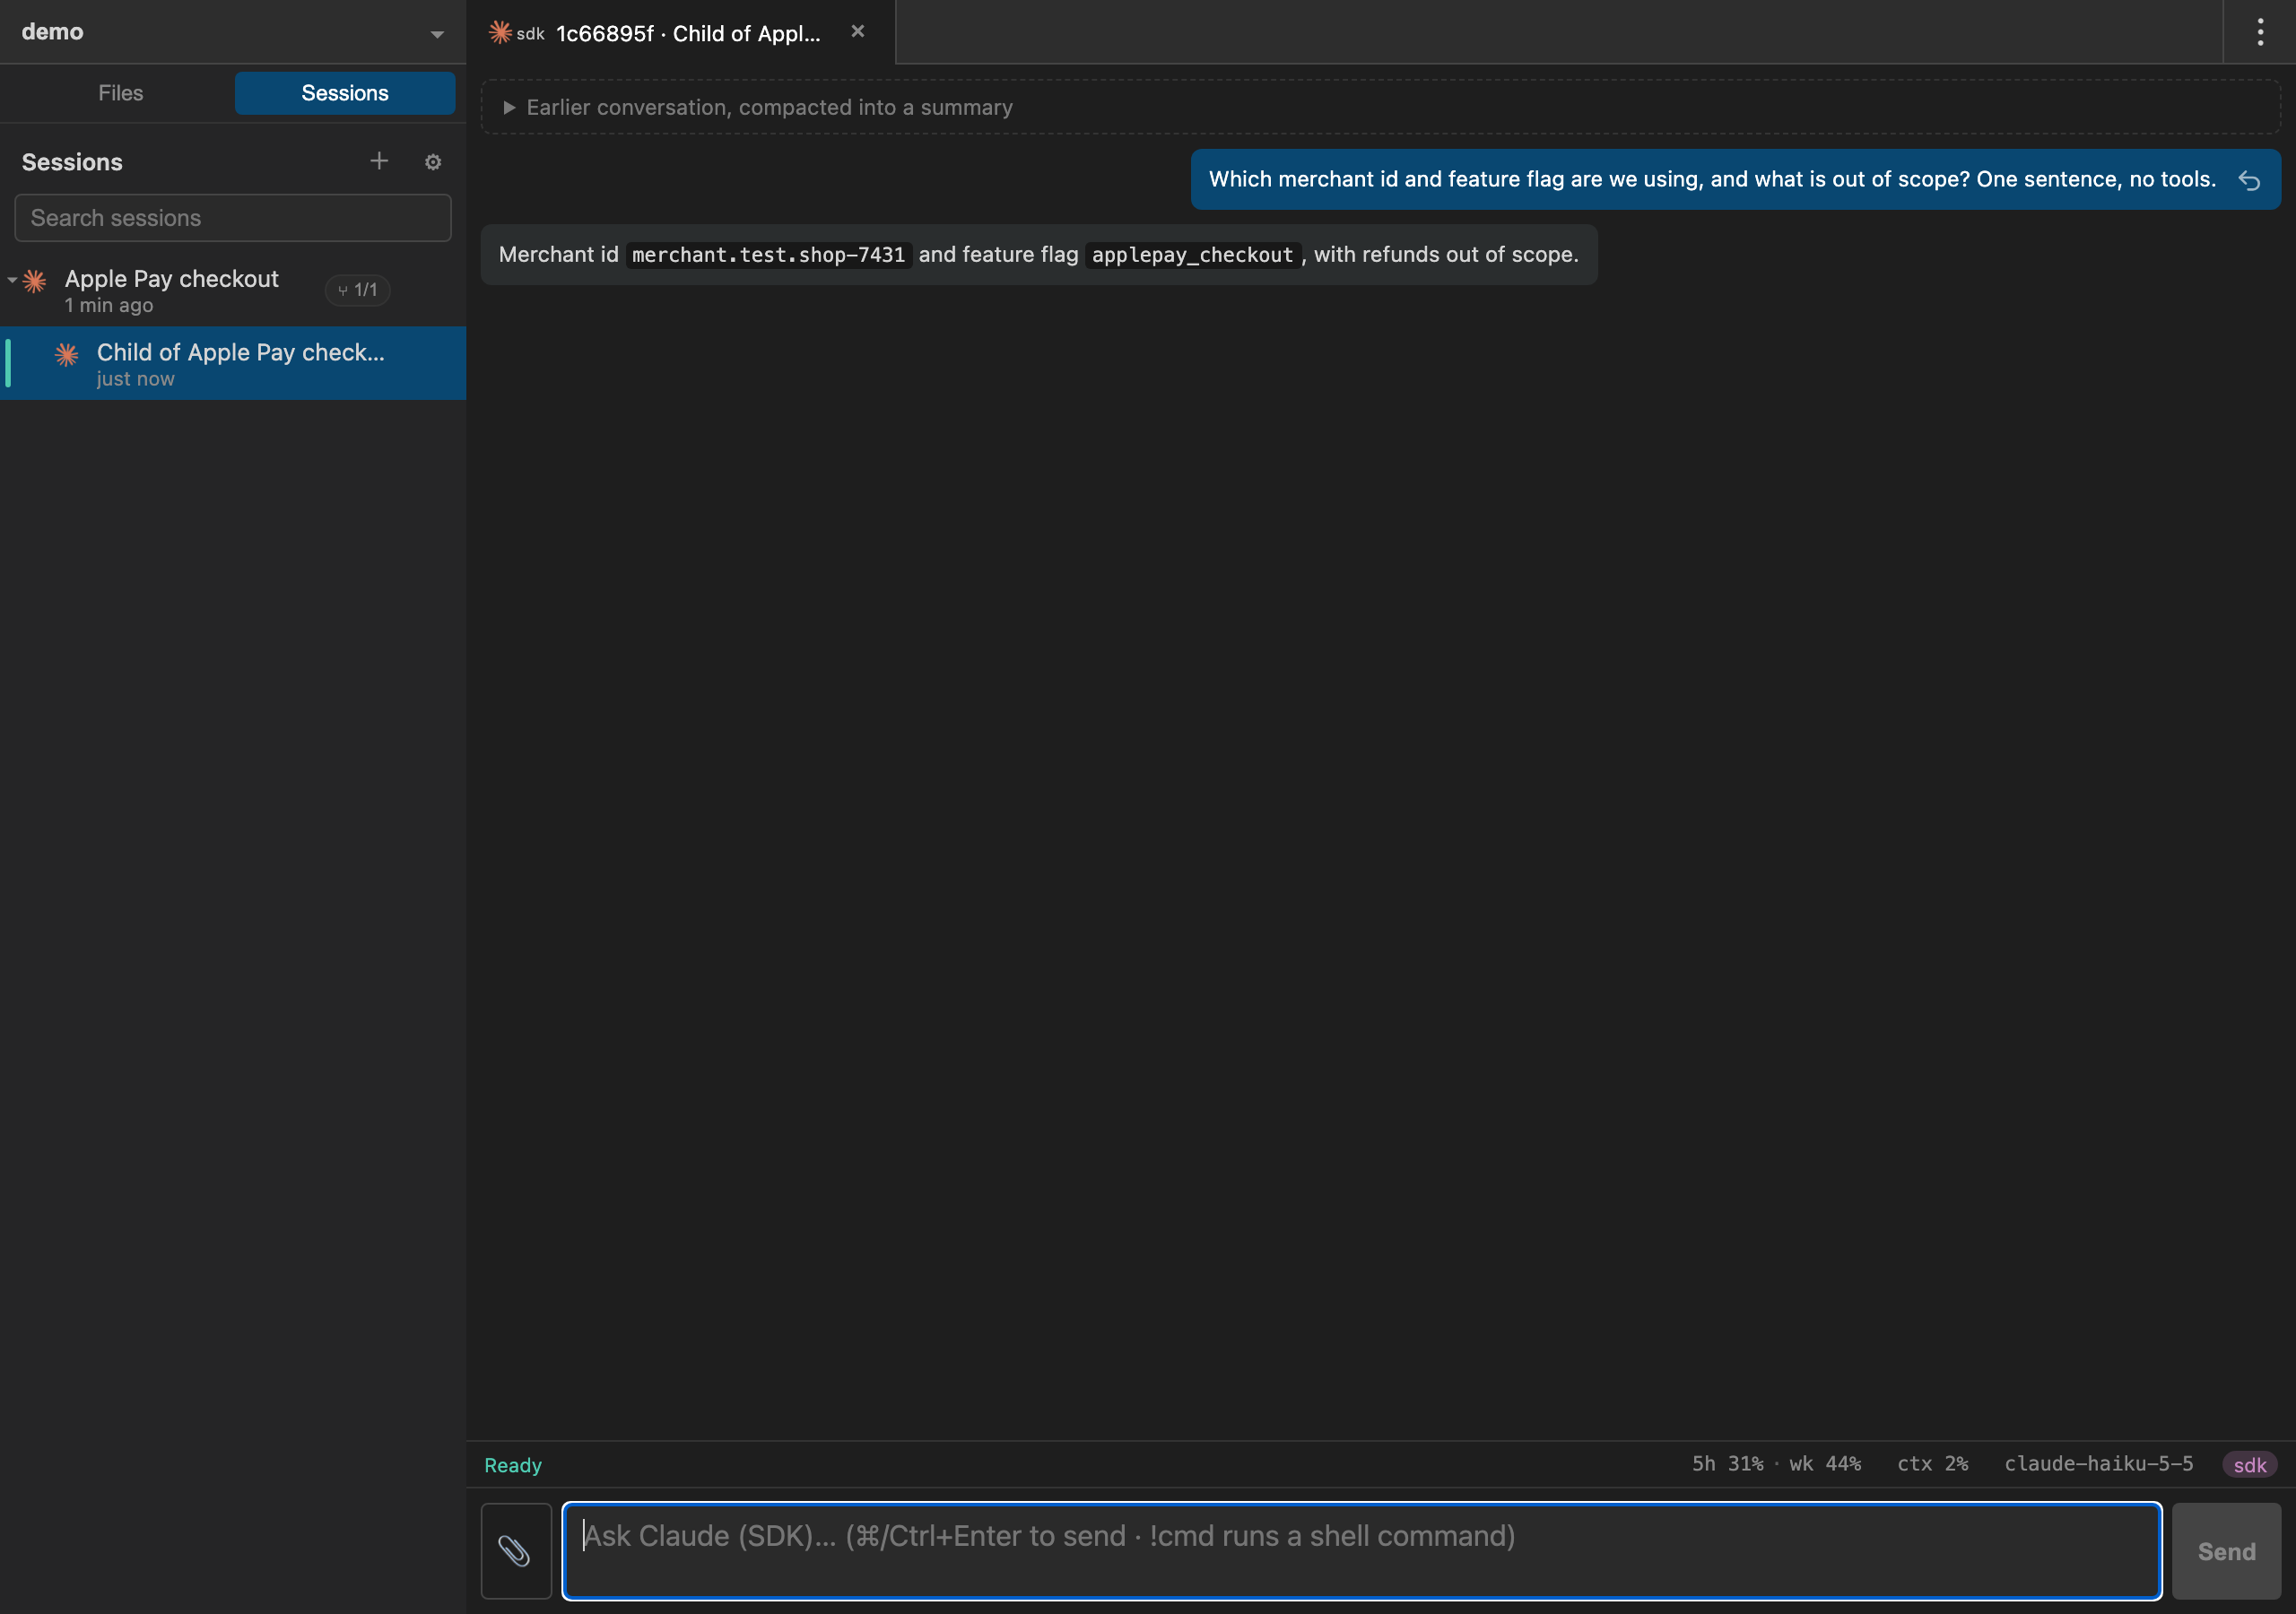 demo
sdk 1c66895f · Child of Appl...
Files
Sessions
Earlier conversation, compacted into a summary
Sessions
Which merchant id and feature flag are we using, and what is out of scope? One sentence, no tools.
Search sessions
Merchant id merchant.test.shop-7431 and feature flag applepay_checkout, with refunds out of scope.
Apple Pay checkout
1/1
1 min ago
Child of Apple Pay check...
just now
Ready
5h 31% · wk 44%
ctx 2%
claude-haiku-5-5
sdk
Ask Claude (SDK)... (⌘/Ctrl+Enter to send · !cmd runs a shell command)
Send